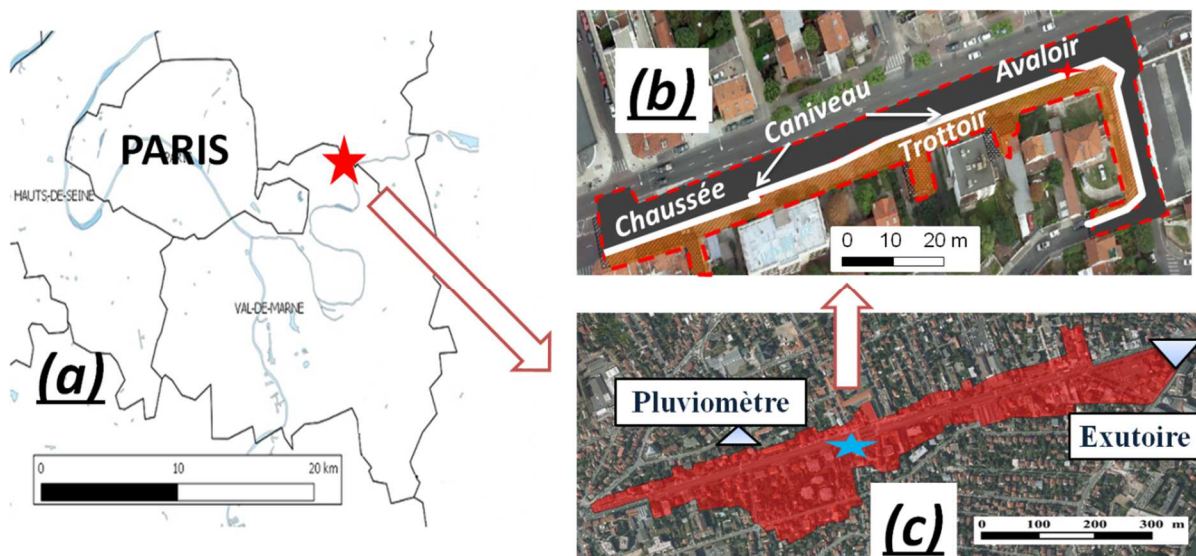 PARIS
HAUTS-DE-SEINE
VAL-DE-MARNE
(a)
0 10 20 km
(b)
Avaloir
Caniveau
Trottoir
Chaussée
0 10 20 m
Pluviomètre
Exutoire
(c)
0 100 200 300 m